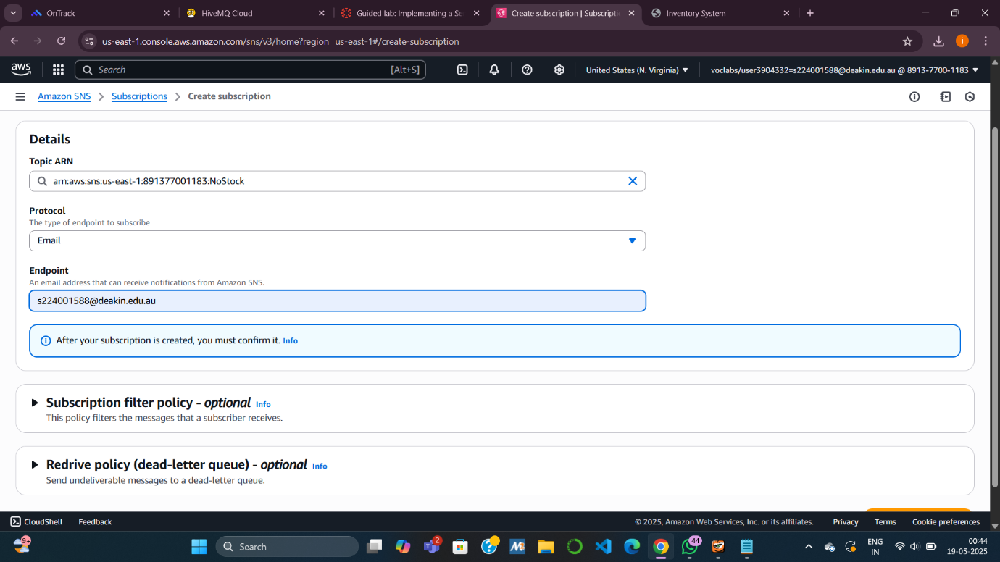 OnTrack
HiveMQ Cloud
Guided lab: Implementing a Se
Create subscription | Subscripti
Inventory System
us-east-1.console.aws.amazon.com/sns/v3/home?region=us-east-1#/create-subscription
j
aws
Search
[Alt+S]
United States (N. Virginia)
voclabs/user3904332=s224001588@deakin.edu.au @ 8913-7700-1183
Amazon SNS
Subscriptions
Create subscription
Details
Topic ARN
arn:aws:sns:us-east-1:891377001183:NoStock
Protocol
The type of endpoint to subscribe
Email
Endpoint
An email address that can receive notifications from Amazon SNS.
s224001588@deakin.edu.au
After your subscription is created, you must confirm it. Info
Subscription filter policy - optional Info
This policy filters the messages that a subscriber receives.
Redrive policy (dead-letter queue) - optional Info
Send undeliverable messages to a dead-letter queue.
CloudShell
Feedback
© 2025, Amazon Web Services, Inc. or its affiliates.
Privacy
Terms
Cookie preferences
9+
Search
2
44
ENG
IN
00:44
19-05-2025